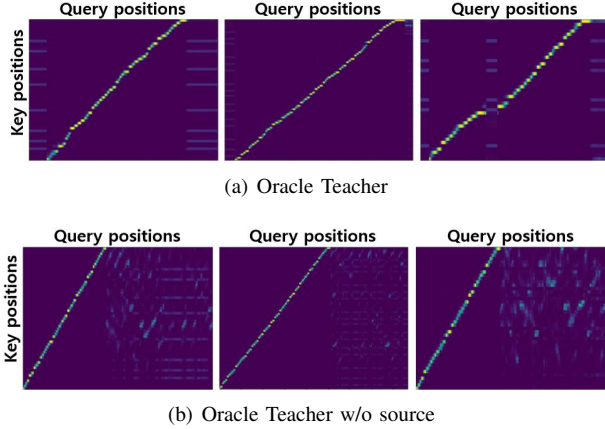 Query positions Query positions Query positions
Key positions
(a) Oracle Teacher
Query positions Query positions Query positions
Key positions
(b) Oracle Teacher w/o source